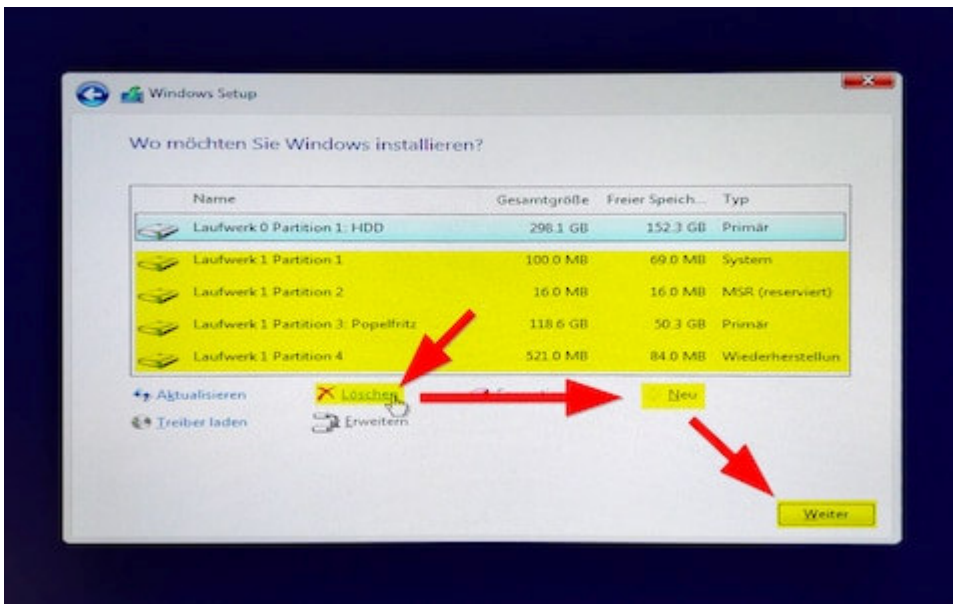 Windows Setup
Wo möchten Sie Windows installieren?
Name Gesamtgröße Freier Speich... Typ
Laufwerk 0 Partition 1: HDD 298.1 GB 152.3 GB Primär
Laufwerk 1 Partition 1 100.0 MB 69.0 MB System
Laufwerk 1 Partition 2 16.0 MB 16.0 MB MSR (reserviert)
Laufwerk 1 Partition 3: Popelfritz 118.6 GB 50.3 GB Primär
Laufwerk 1 Partition 4 521.0 MB 84.0 MB Wiederherstellun
Aktualisieren Löschen Neu
Treiber laden Erweitern
Weiter